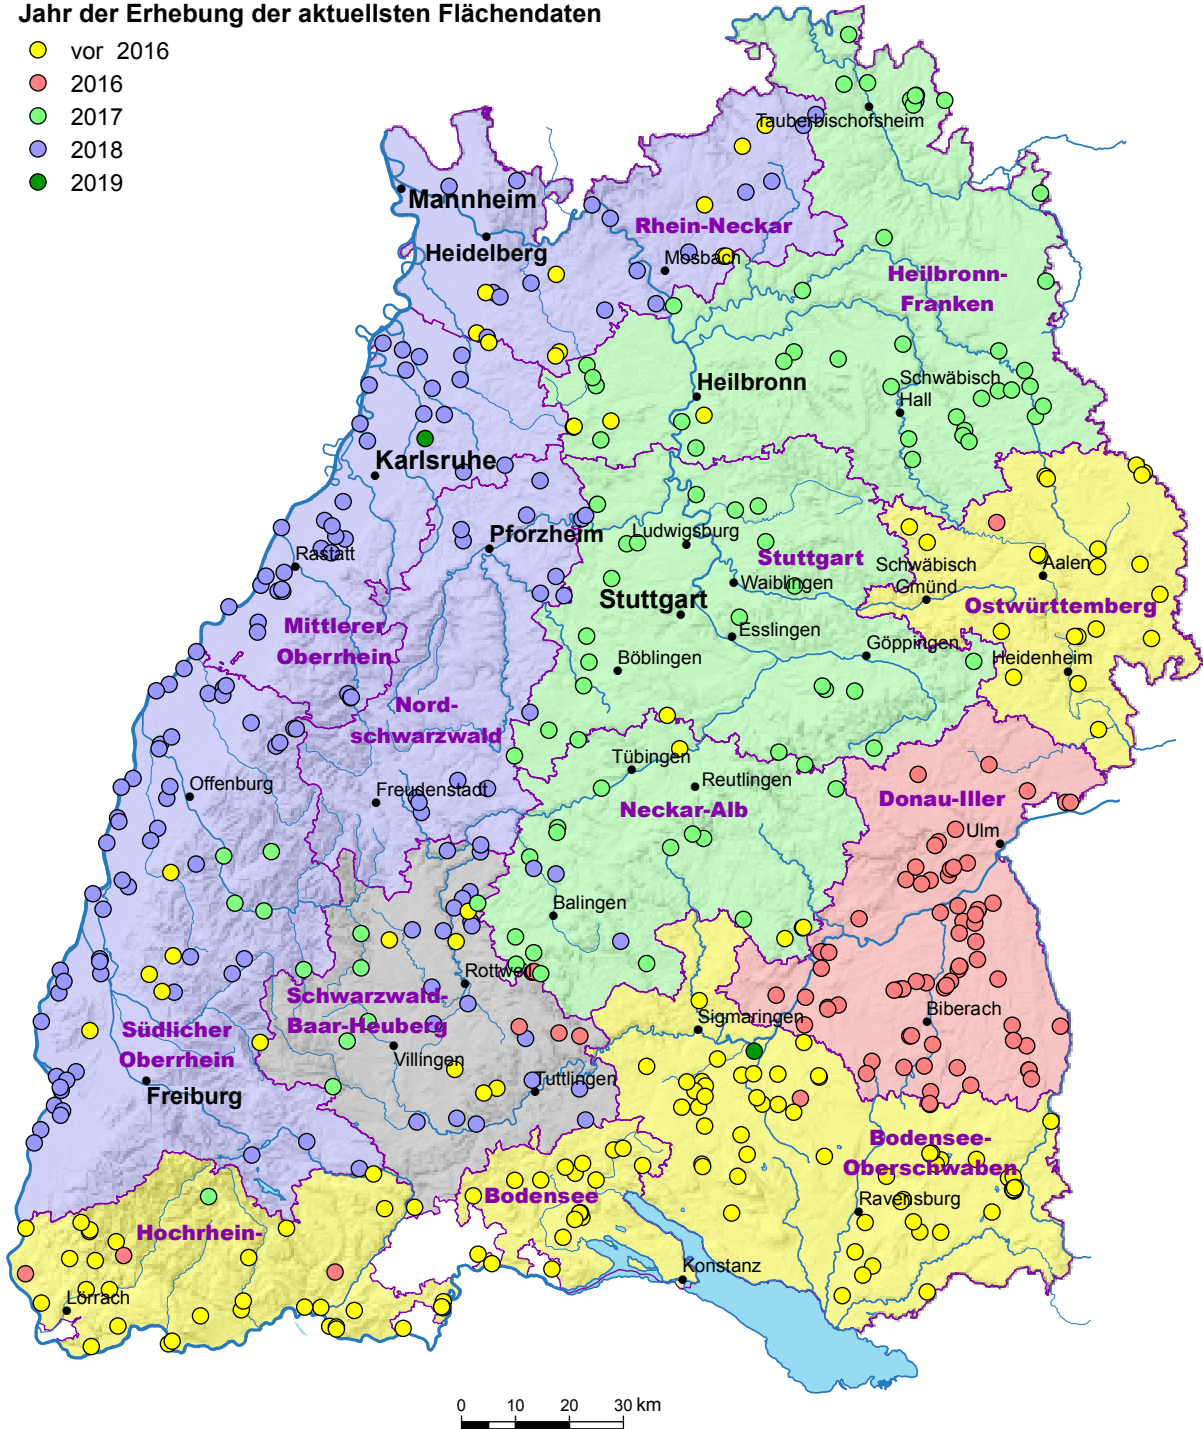 Jahr der Erhebung der aktuellsten Flächendaten
vor 2016
2016
2017
2018
2019
Tauberbischofsheim
Mannheim
Rhein-Neckar
Heidelberg
Mosbach
Heilbronn-
Franken
Heilbronn
Schwäbisch
Hall
Karlsruhe
Pforzheim
Ludwigsburg
Rastatt
Stuttgart
Schwäbisch
Gmünd
Aalen
Waiblingen
Stuttgart
Ostwürttemberg
Mittlerer
Oberrhein
Esslingen
Göppingen
Böblingen
Heidenheim
Nord-
schwarzwald
Tübingen
Reutlingen
Offenburg
Freudenstadt
Neckar-Alb
Donau-Iller
Ulm
Balingen
Rottweil
Schwarzwald-
Baar-Heuberg
Sigmaringen
Biberach
Südlicher
Oberrhein
Villingen
Tuttlingen
Freiburg
Bodensee-
Oberschwaben
Bodensee
Ravensburg
Hochrhein-
Konstanz
Lörrach
0 10 20 30 km